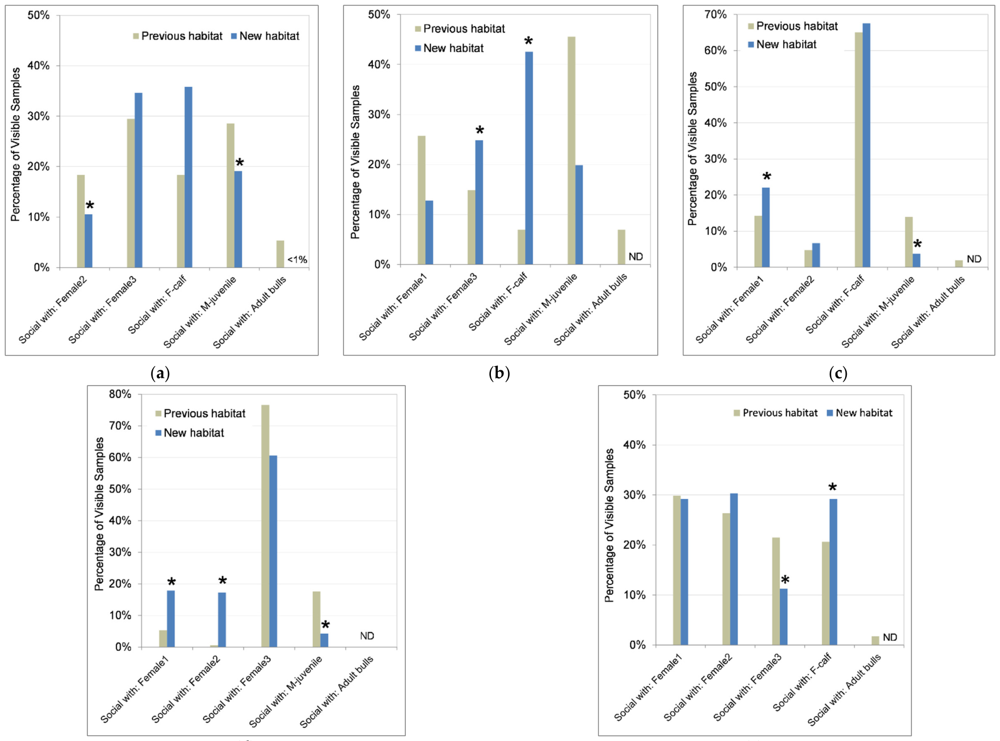 50%
40%
30%
20%
10%
0%
Percentage of Visible Samples
Previous habitat New habitat
*
*
<1%
Social with: Female2
Social with: Female3
Social with: F-calf
Social with: M-juvenile
Social with: Adult bulls
(a)
50%
40%
30%
20%
10%
0%
Percentage of Visible Samples
Previous habitat
New habitat
*
*
ND
Social with: Female1
Social with: Female3
Social with: F-calf
Social with: M-juvenile
Social with: Adult bulls
(b)
70%
60%
50%
40%
30%
20%
10%
0%
Percentage of Visible Samples
Previous habitat
New habitat
*
*
ND
Social with: Female1
Social with: Female2
Social with: F-calf
Social with: M-juvenile
Social with: Adult bulls
(c)
80%
70%
60%
50%
40%
30%
20%
10%
0%
Percentage of Visible Samples
Previous habitat
New habitat
*
*
*
ND
Social with: Female1
Social with: Female2
Social with: Female3
Social with: M-juvenile
Social with: Adult bulls
50%
40%
30%
20%
10%
0%
Percentage of Visible Samples
Previous habitat New habitat
*
*
ND
Social with: Female1
Social with: Female2
Social with: Female3
Social with: F-calf
Social with: Adult bulls